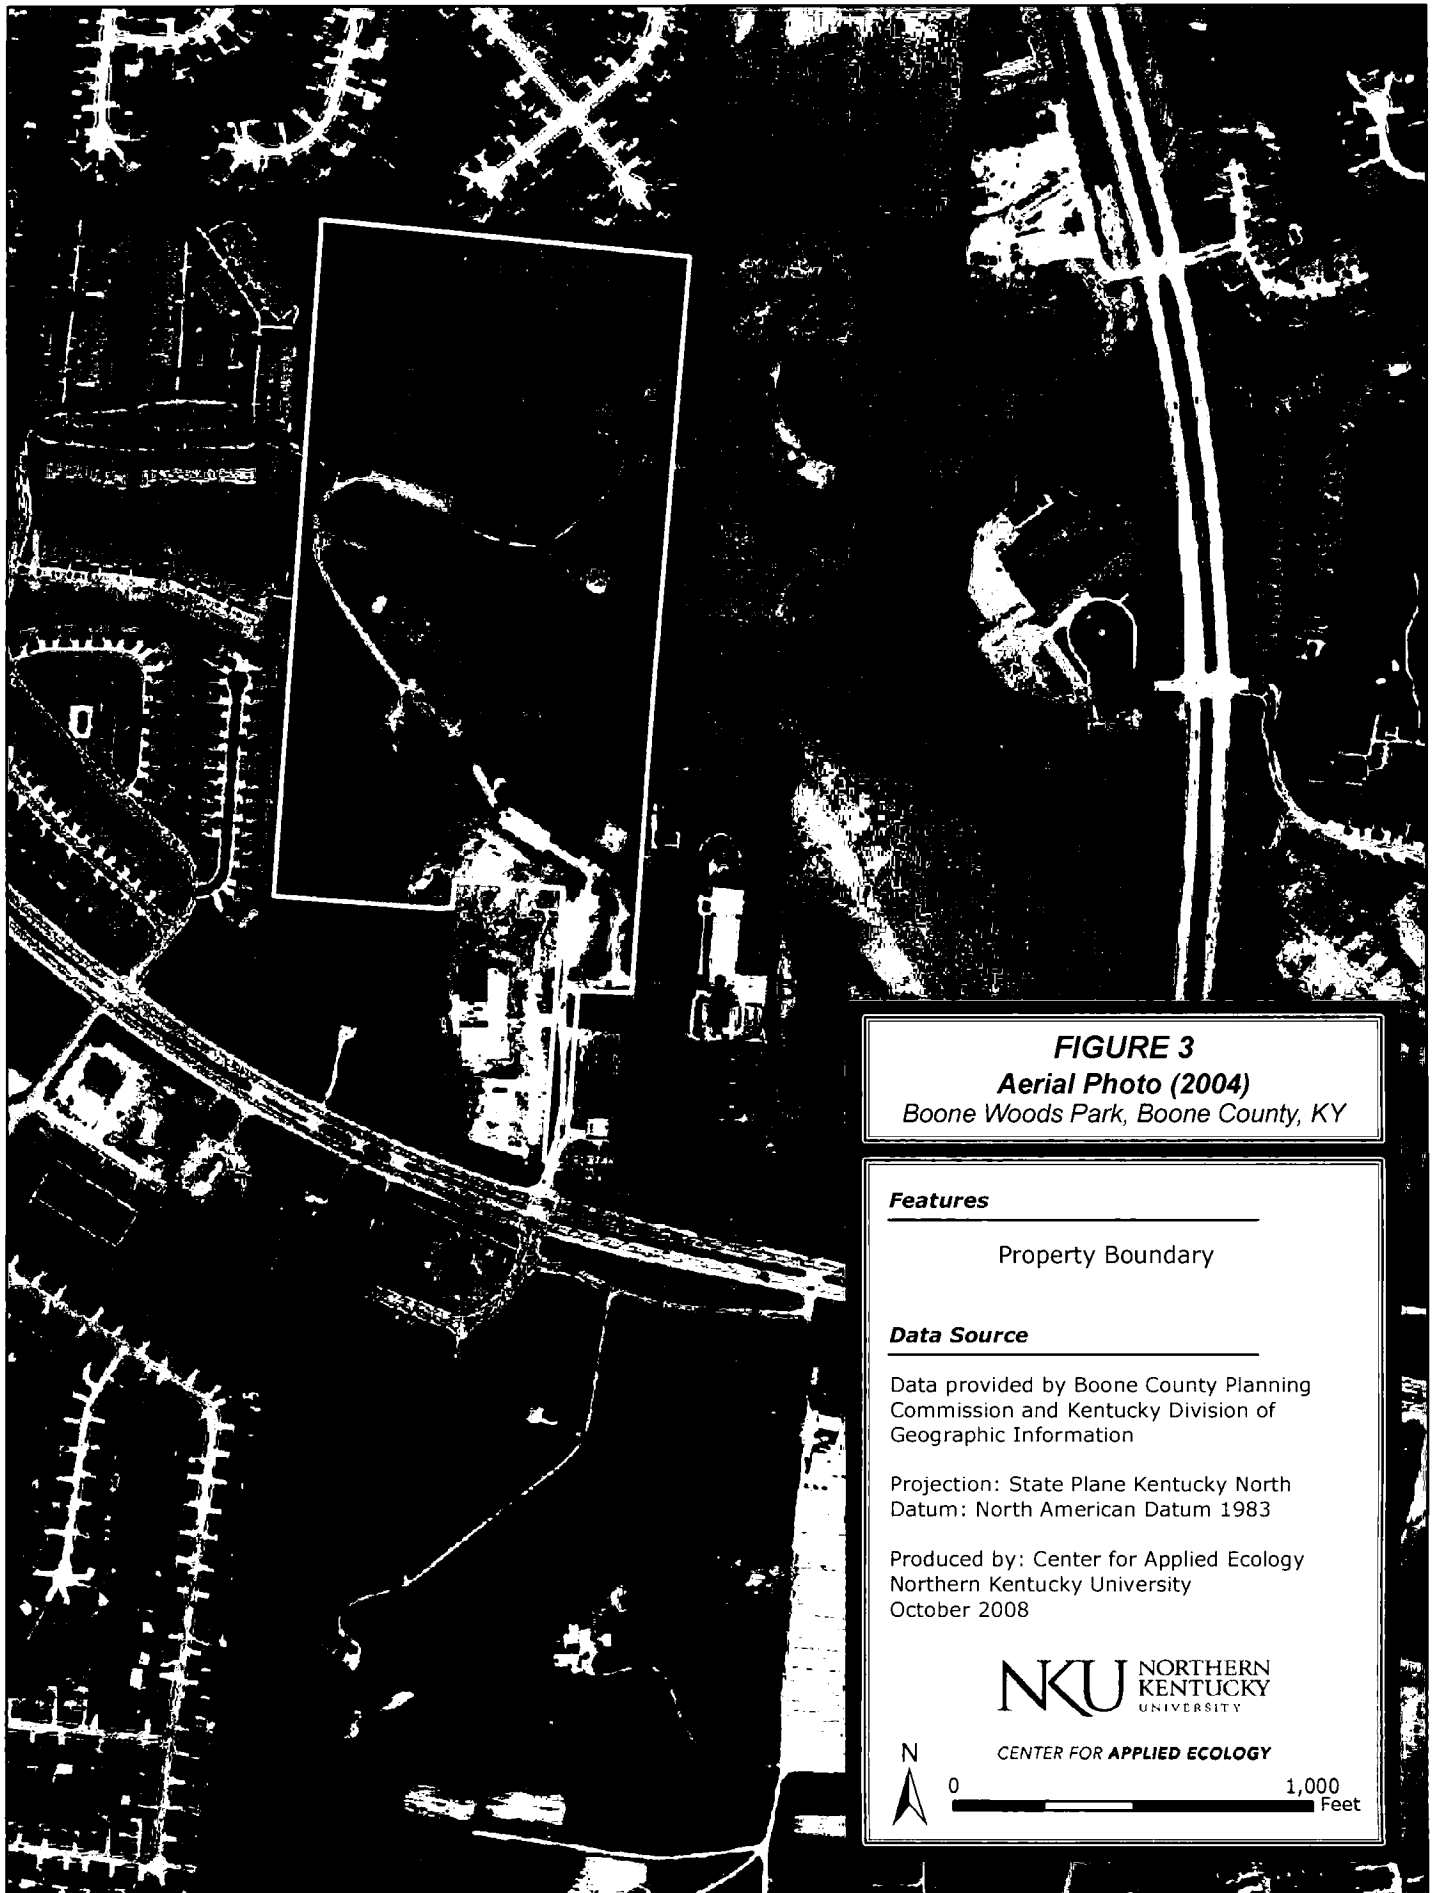 FIGURE 3
Aerial Photo (2004)
Boone Woods Park, Boone County, KY
Features
Property Boundary
Data Source
Data provided by Boone County Planning
Commission and Kentucky Division of
Geographic Information
Projection: State Plane Kentucky North
Datum: North American Datum 1983
Produced by: Center for Applied Ecology
Northern Kentucky University
October 2008
NKU NORTHERN
KENTUCKY
UNIVERSITY
CENTER FOR APPLIED ECOLOGY
N
0 1,000
Feet